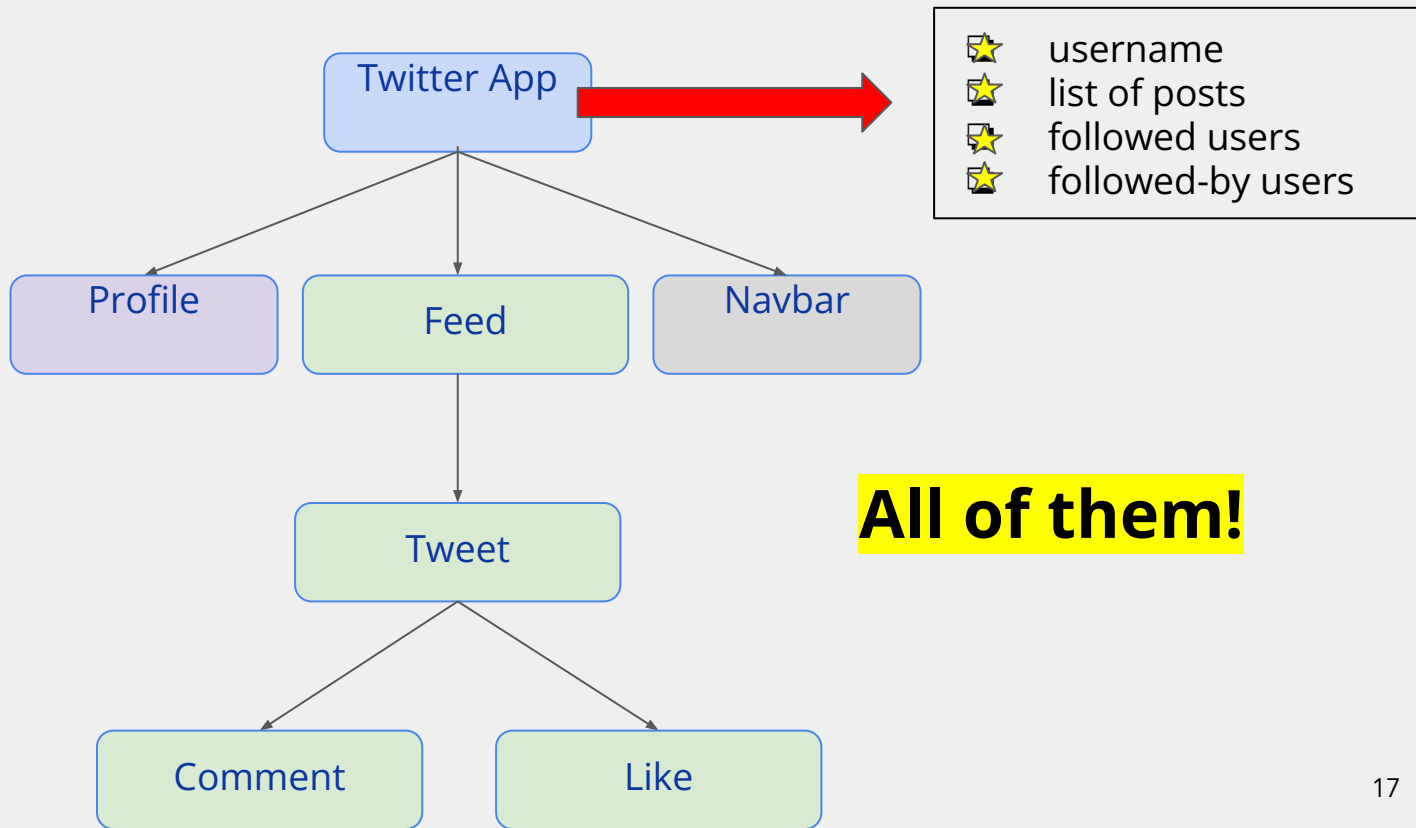 Twitter App
username
list of posts
followed users
followed-by users
Profile
Feed
Navbar
All of them!
Tweet
Comment
Like
17